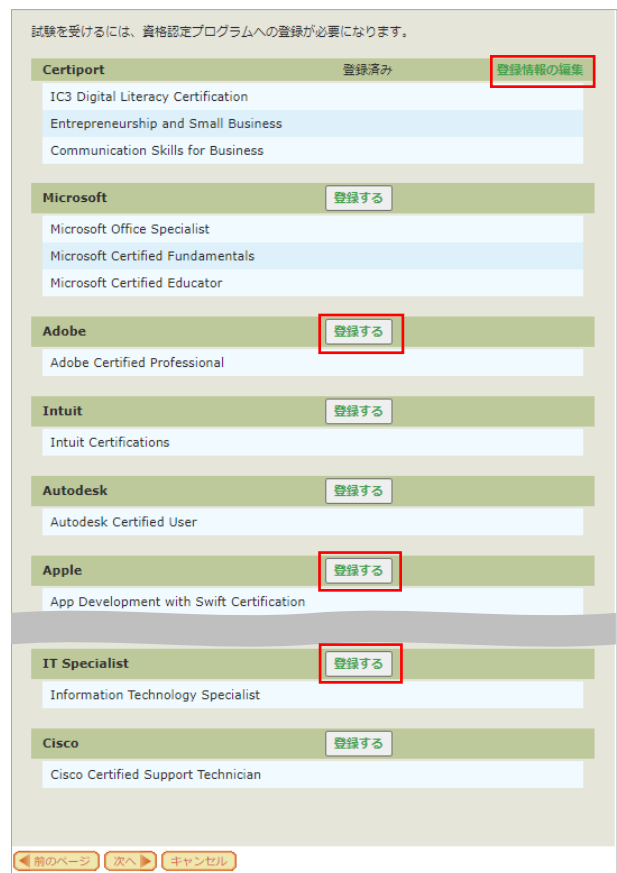 試験を受けるには、資格認定プログラムへの登録が必要になります。
Certiport 登録済み 登録情報の編集
IC3 Digital Literacy Certification
Entrepreneurship and Small Business
Communication Skills for Business
Microsoft 登録する
Microsoft Office Specialist
Microsoft Certified Fundamentals
Microsoft Certified Educator
Adobe 登録する
Adobe Certified Professional
Intuit 登録する
Intuit Certifications
Autodesk 登録する
Autodesk Certified User
Apple 登録する
App Development with Swift Certification
IT Specialist 登録する
Information Technology Specialist
Cisco 登録する
Cisco Certified Support Technician
前のページ 次へ キャンセル